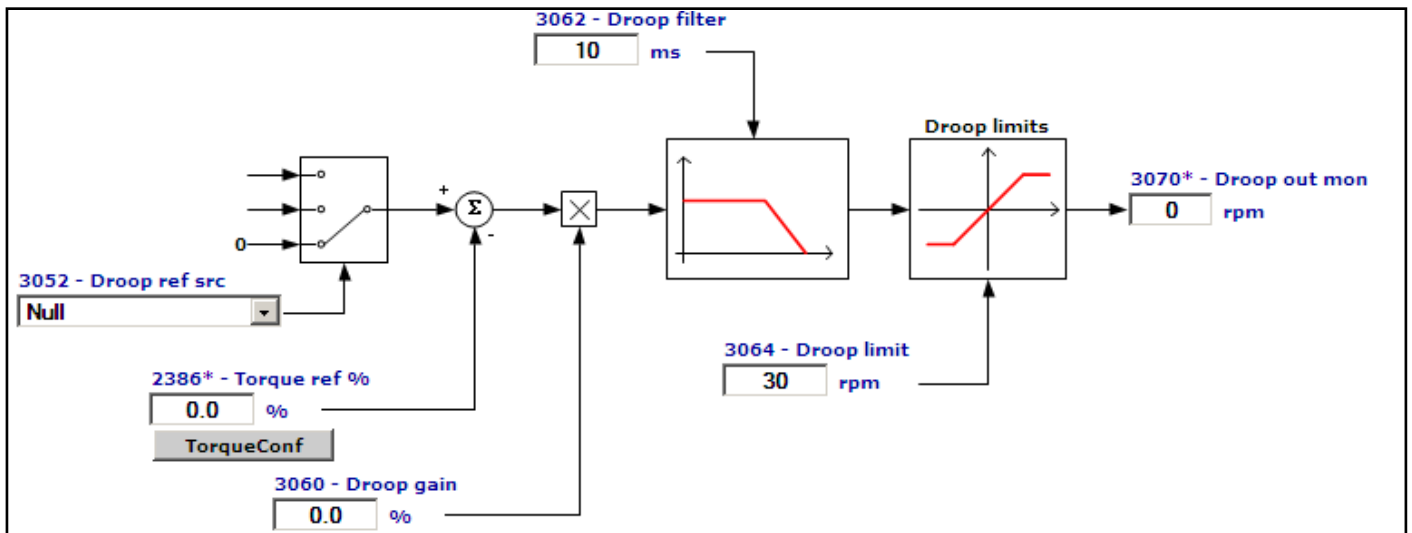 3062 - Droop filter
10 ms
Droop limits
3070* - Droop out mon
0 rpm
+
Σ
-
0
3052 - Droop ref src
Null
3064 - Droop limit
30 rpm
2386* - Torque ref %
0.0 %
TorqueConf
3060 - Droop gain
0.0 %